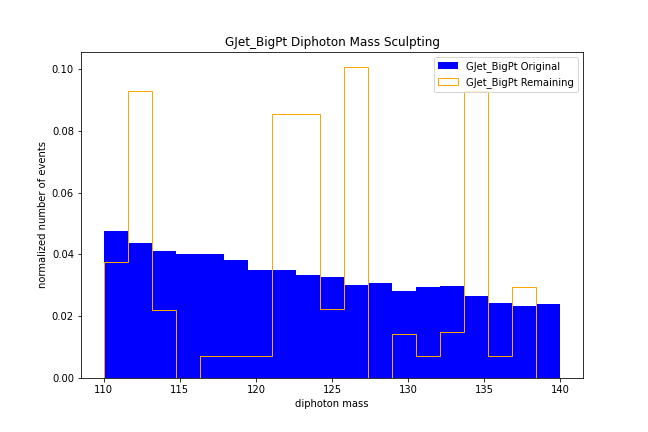 GJet_BigPt Diphoton Mass Sculpting
GJet_BigPt Original
GJet_BigPt Remaining
normalized number of events
0.10
0.08
0.06
0.04
0.02
0.00
110 115 120 125 130 135 140
diphoton mass